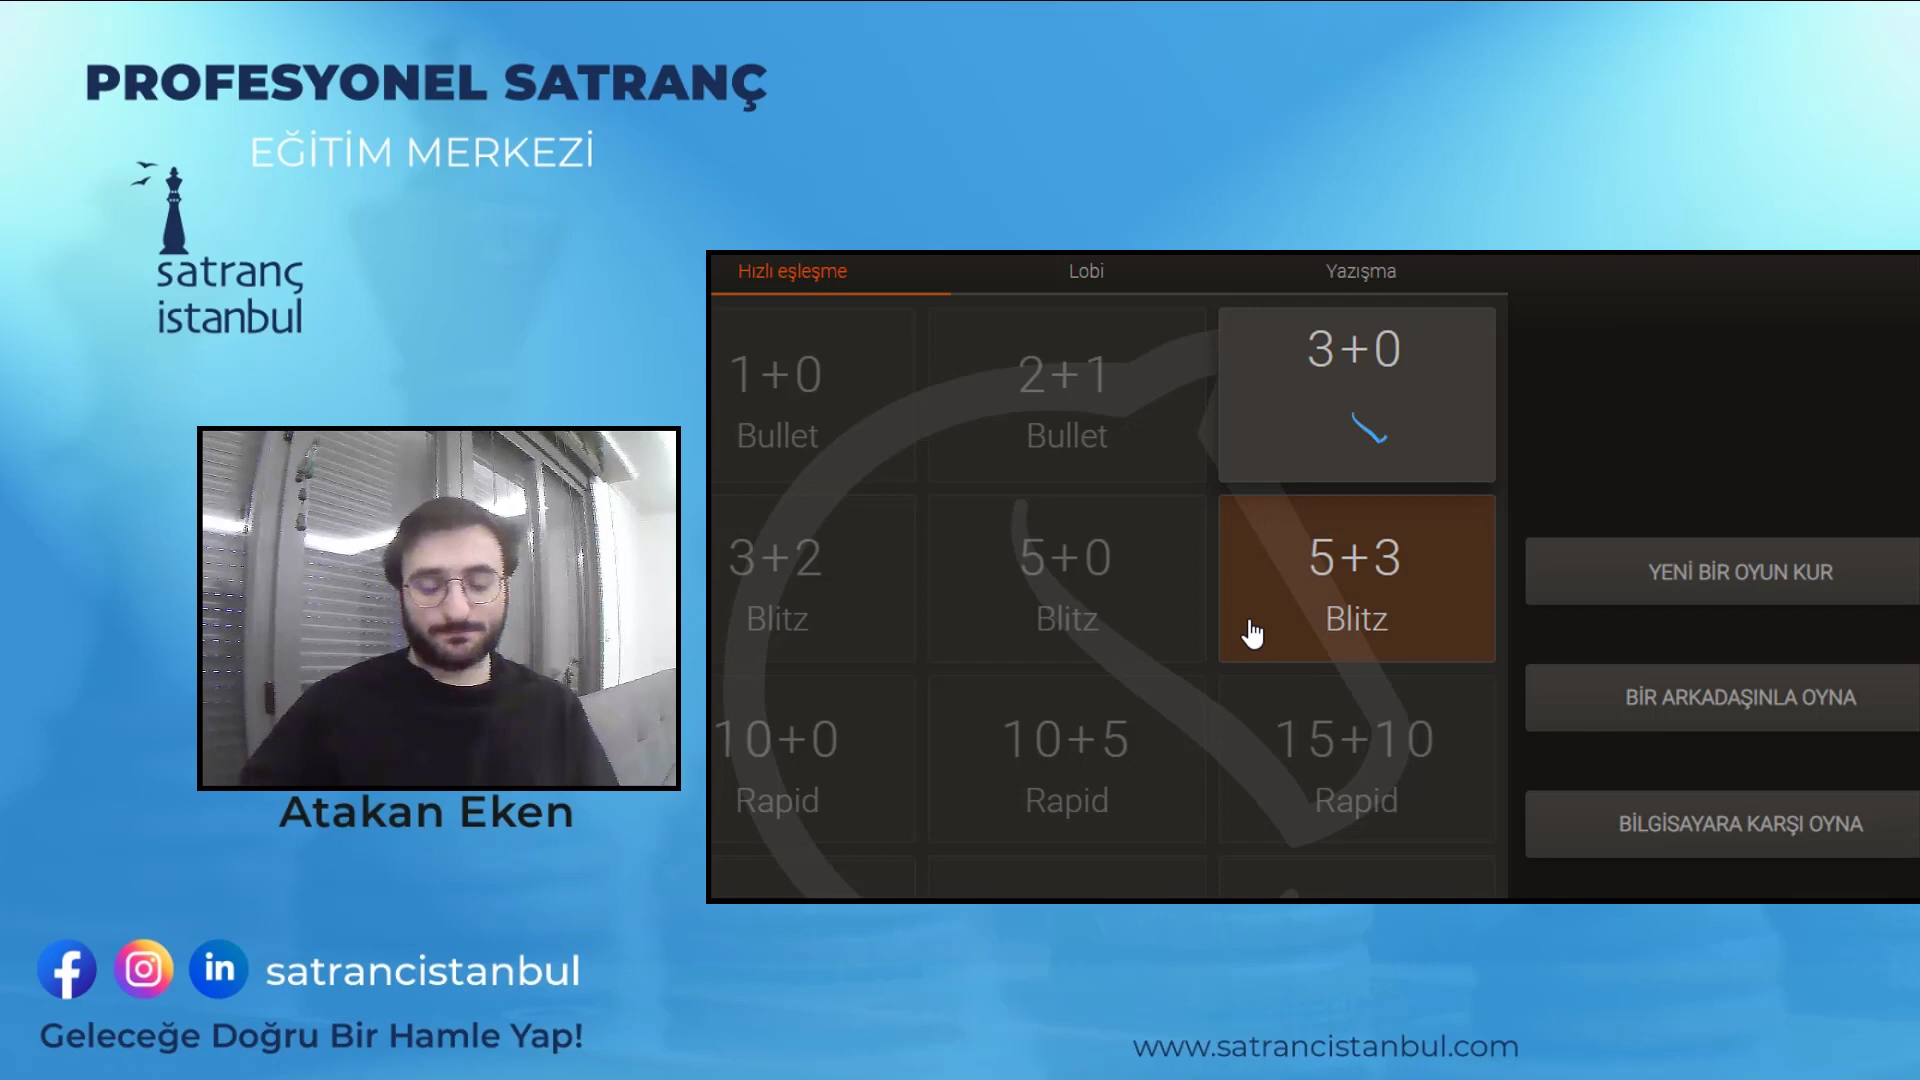 PROFESYONEL SATRANÇ
EĞİTİM MERKEZİ
satranç
istanbul
Atakan Eken
Hızlı eşleşme
Lobi
Yazışma
1+0
Bullet
2+1
Bullet
3+0
3+2
Blitz
5+0
Blitz
5+3
Blitz
10+0
Rapid
10+5
Rapid
15+10
Rapid
YENİ BİR OYUN KUR
BİR ARKADAŞINLA OYNA
BİLGİSAYARA KARŞI OYNA
in
satrancistanbul
Geleceğe Doğru Bir Hamle Yap!
www.satrancistanbul.com